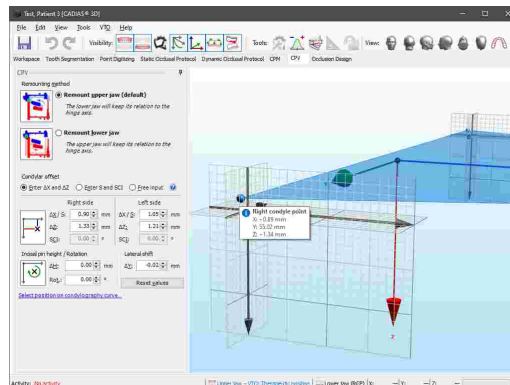 Test, Patient 3 [CADIAS® 3D]
File Edit View Tools VTO Help
Visibility: Tools: View:
Workspace Tooth Segmentation Point Digitizing Static Occlusal Protocol Dynamic Occlusal Protocol CPM CPV Occlusion Design
CPV
Remounting method
Remount upper jaw (default)
The lower jaw will keep its relation to the
hinge axis.
Remount lower jaw
The upper jaw will keep its relation to the
hinge axis.
Condylar offset
Enter ΔX and ΔZ Enter S and SCI Free input
Right side Left side
ΔX / S: 0.90 mm ΔX / S: 1.05 mm
ΔZ: 1.33 mm ΔZ: 1.21 mm
SCI: 0.00 ° SCI: 0.00 °
Incisal pin height / Rotation Lateral shift
ΔH: 0.00 mm ΔY: -0.01 mm
Rot.: 0.00 ° Reset values
Select position on condylography curve...
Right condyle point
X: +0.89 mm
Y: 55.02 mm
Z: -1.34 mm
z
Activity: No activity
Lower jaw (RCP) X: — Y: — Z: —